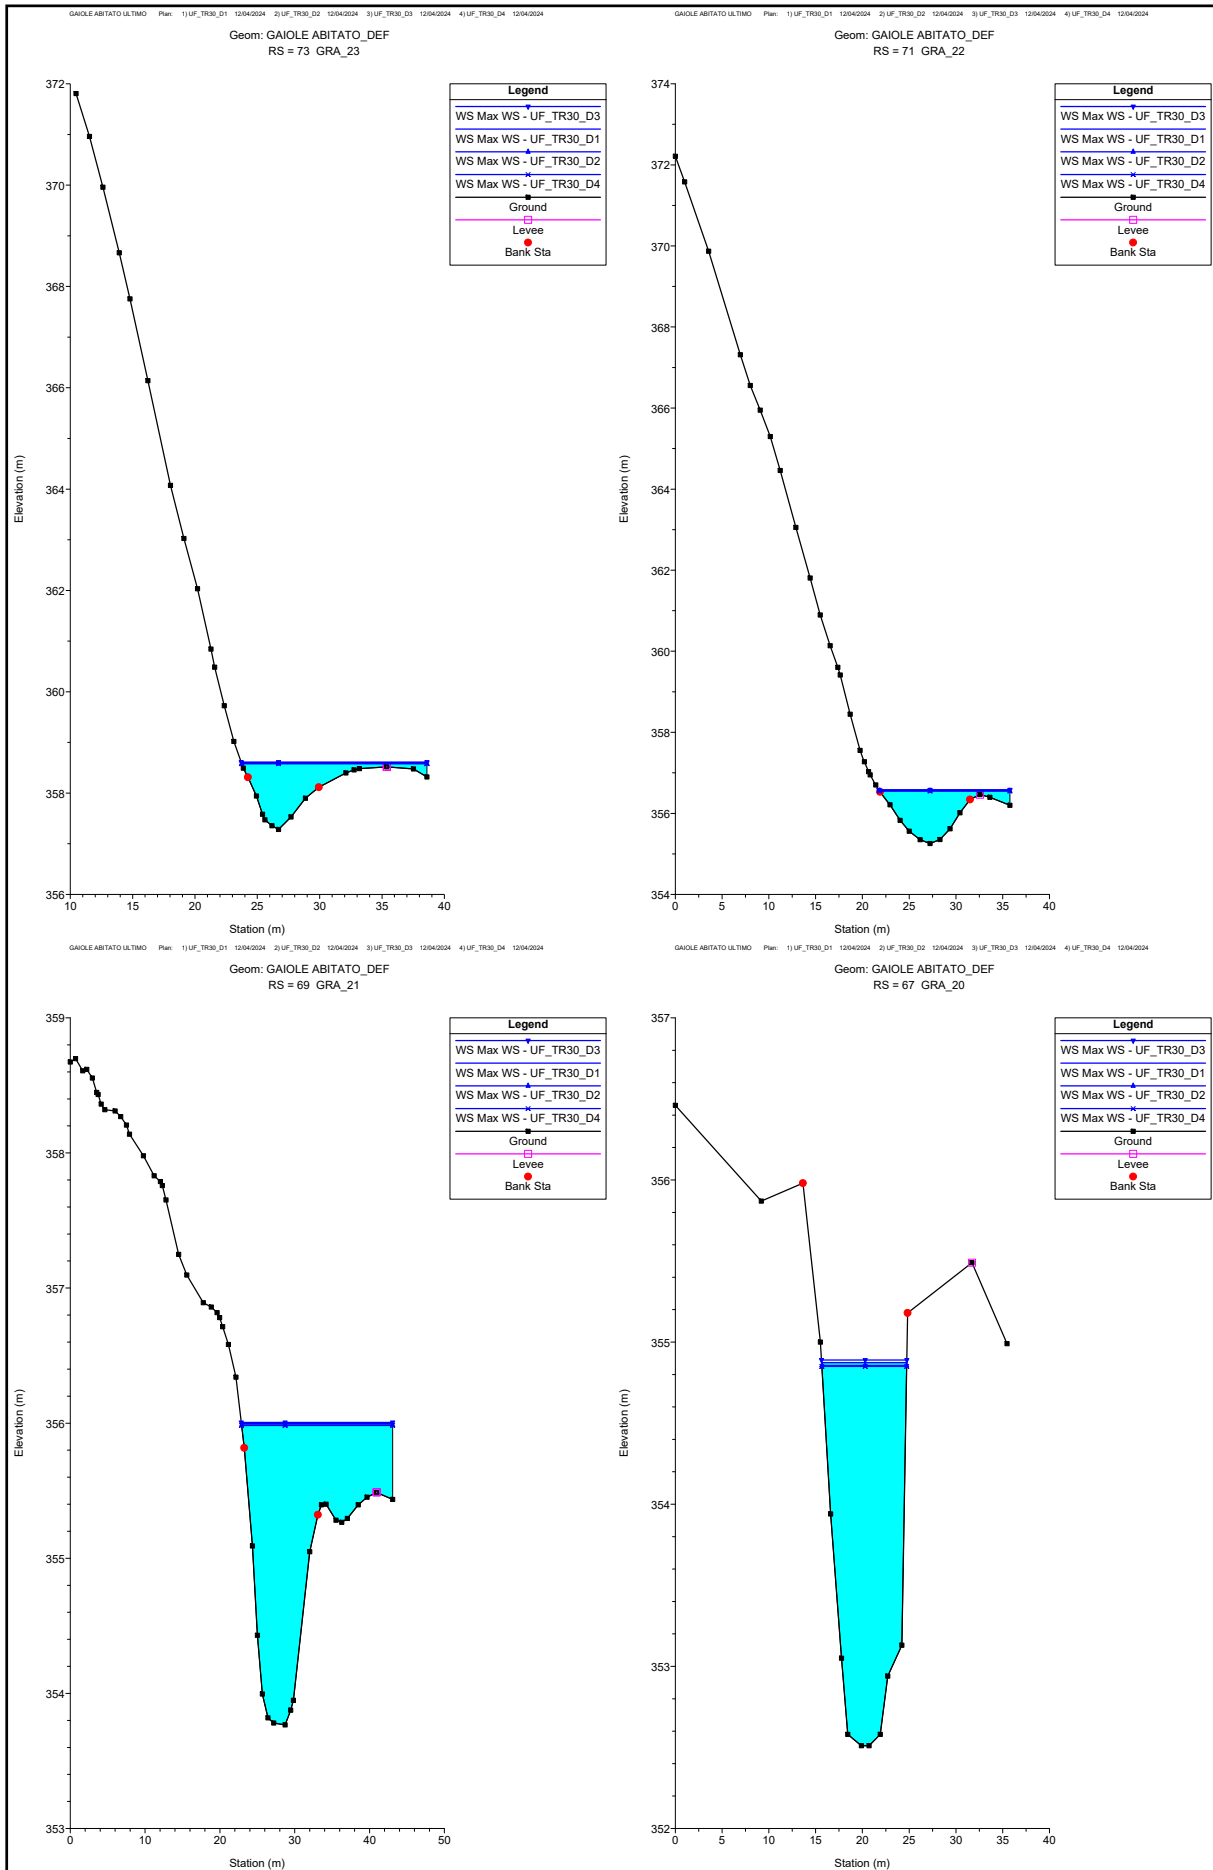 GAIOLE ABITATO ULTIMO Plan: 1) UF_TR30_D1 12/04/2024 2) UF_TR30_D2 12/04/2024 3) UF_TR30_D3 12/04/2024 4) UF_TR30_D4 12/04/2024
Geom: GAIOLE ABITATO_DEF
RS = 73 GRA_23
372
370
368
366
364
362
360
358
356
10 15 20 25 30 35 40
Elevation (m)
Station (m)
Legend
WS Max WS - UF_TR30_D3
WS Max WS - UF_TR30_D1
WS Max WS - UF_TR30_D2
WS Max WS - UF_TR30_D4
Ground
Levee
Bank Sta
GAIOLE ABITATO ULTIMO Plan: 1) UF_TR30_D1 12/04/2024 2) UF_TR30_D2 12/04/2024 3) UF_TR30_D3 12/04/2024 4) UF_TR30_D4 12/04/2024
Geom: GAIOLE ABITATO_DEF
RS = 71 GRA_22
374
372
370
368
366
364
362
360
358
356
354
0 5 10 15 20 25 30 35 40
Elevation (m)
Station (m)
Legend
WS Max WS - UF_TR30_D3
WS Max WS - UF_TR30_D1
WS Max WS - UF_TR30_D2
WS Max WS - UF_TR30_D4
Ground
Levee
Bank Sta
GAIOLE ABITATO ULTIMO Plan: 1) UF_TR30_D1 12/04/2024 2) UF_TR30_D2 12/04/2024 3) UF_TR30_D3 12/04/2024 4) UF_TR30_D4 12/04/2024
Geom: GAIOLE ABITATO_DEF
RS = 69 GRA_21
359
358
357
356
355
354
353
0 10 20 30 40 50
Elevation (m)
Station (m)
Legend
WS Max WS - UF_TR30_D3
WS Max WS - UF_TR30_D1
WS Max WS - UF_TR30_D2
WS Max WS - UF_TR30_D4
Ground
Levee
Bank Sta
GAIOLE ABITATO ULTIMO Plan: 1) UF_TR30_D1 12/04/2024 2) UF_TR30_D2 12/04/2024 3) UF_TR30_D3 12/04/2024 4) UF_TR30_D4 12/04/2024
Geom: GAIOLE ABITATO_DEF
RS = 67 GRA_20
357
356
355
354
353
352
0 5 10 15 20 25 30 35 40
Elevation (m)
Station (m)
Legend
WS Max WS - UF_TR30_D3
WS Max WS - UF_TR30_D1
WS Max WS - UF_TR30_D2
WS Max WS - UF_TR30_D4
Ground
Levee
Bank Sta